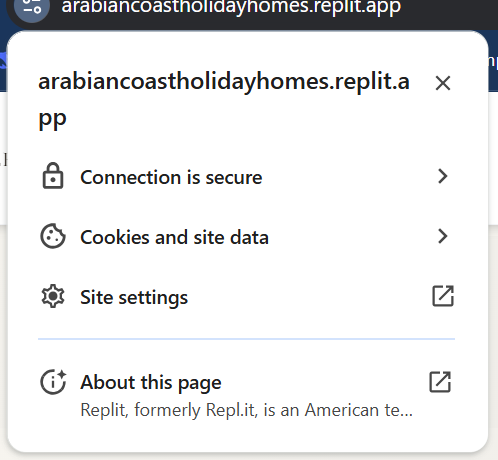 arabiancoastholidayhomes.replit.app
arabiancoastholidayhomes.replit.a
pp
Connection is secure
Cookies and site data
Site settings
About this page
Replit, formerly Repl.it, is an American te...